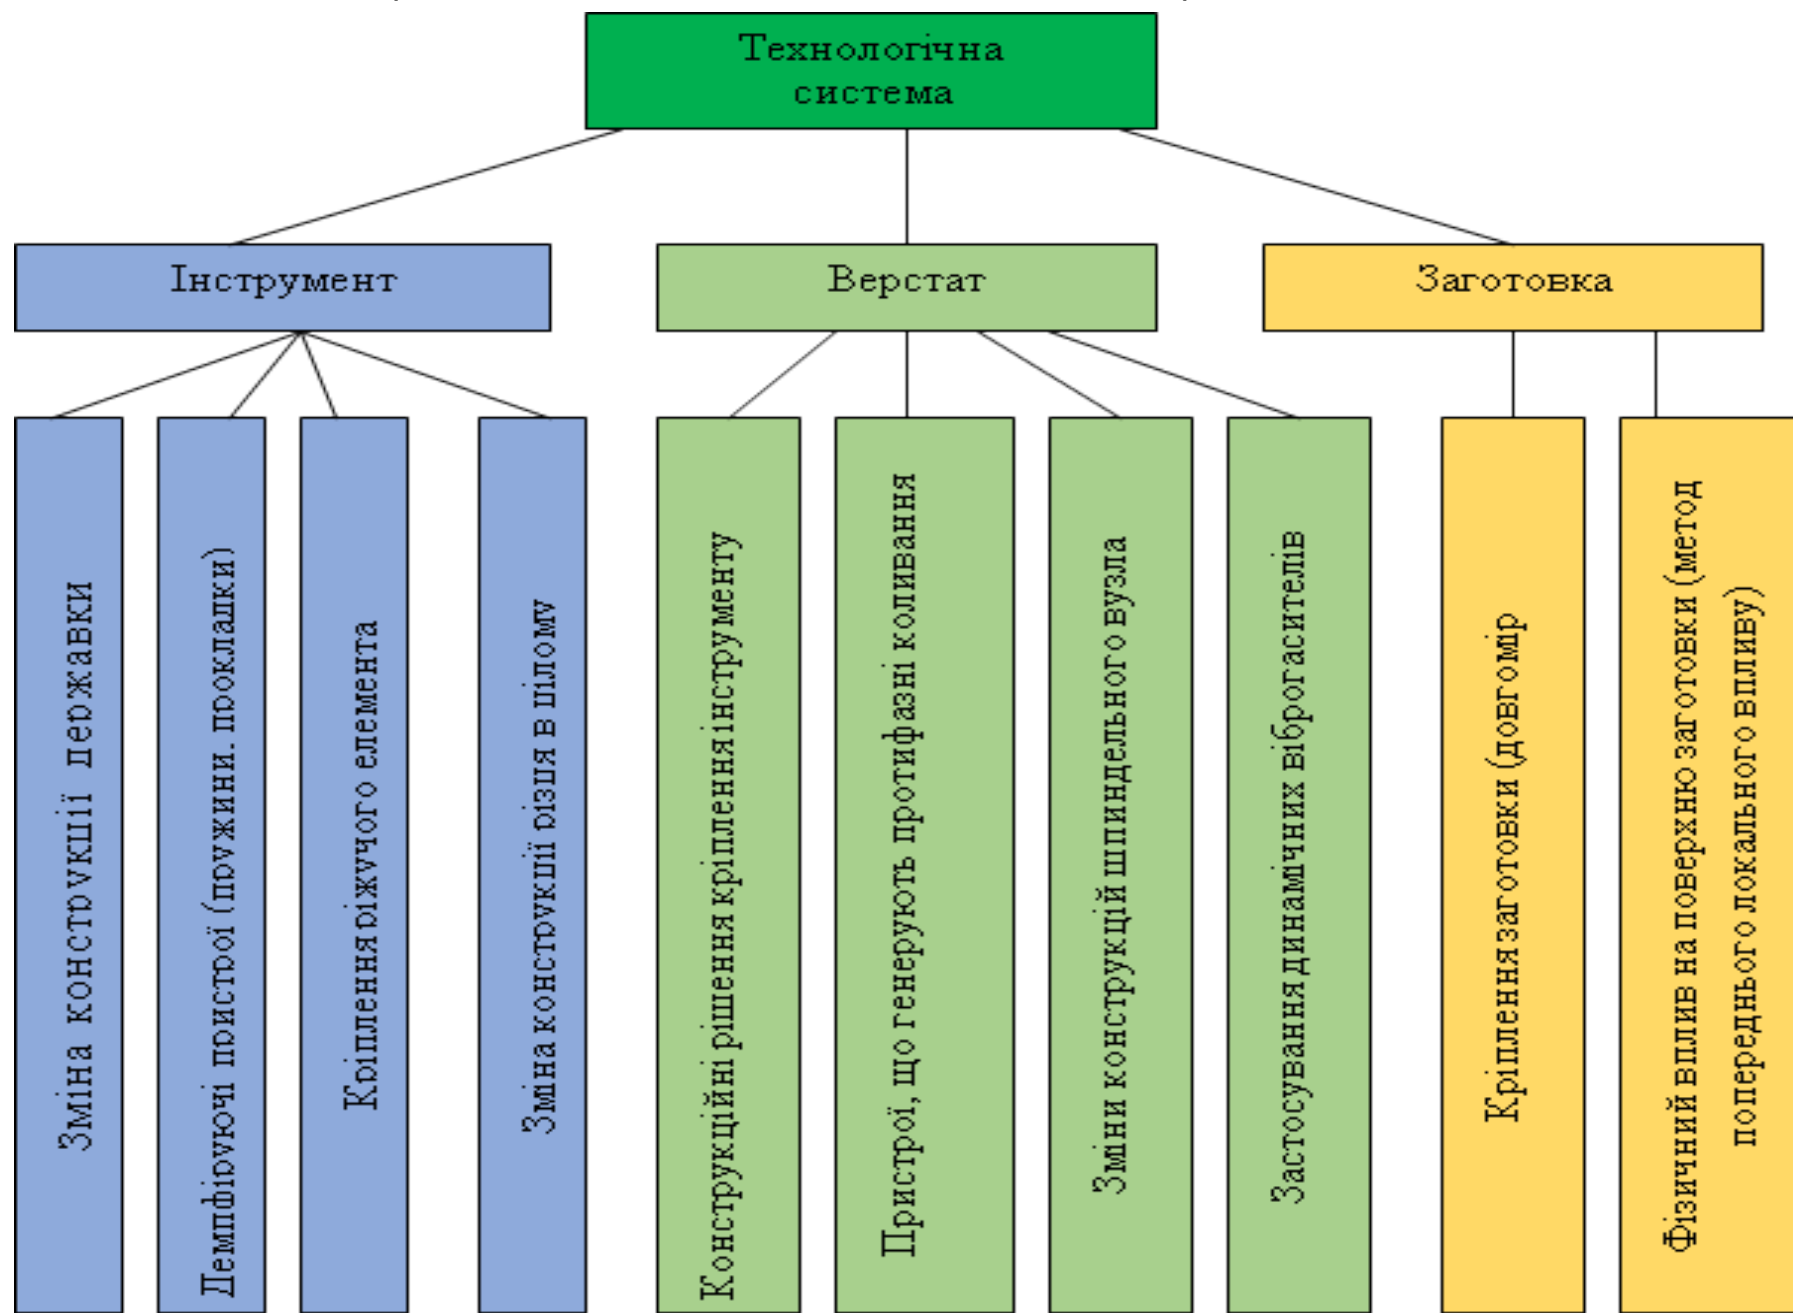 Технологічна
система
Інструмент
Верстат
Заготовка
Зміна конструкції державки
Демпфіруючі пристрої (пружини. прокладки)
Кріплення ріжучого елемента
Зміна конструкції різця в цілому
Конструкційні рішення кріплення інструменту
Пристрої, що генерують протифазні коливання
Зміни конструкцій шпиндельного вузла
Застосування динамічних віброгасителів
Кріплення заготовки (довгомір
Фізичний вплив на поверхню заготовки (метод
попереднього локального впливу)